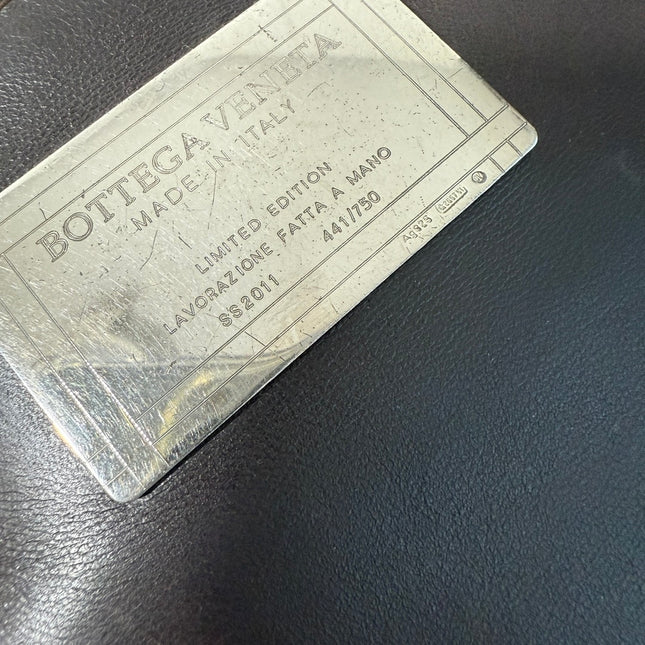 BOTTEGA VENETA
MADE IN ITALY
LIMITED EDITION
LAVORAZIONE FATTA A MANO
SS2011 441/750
Ag925